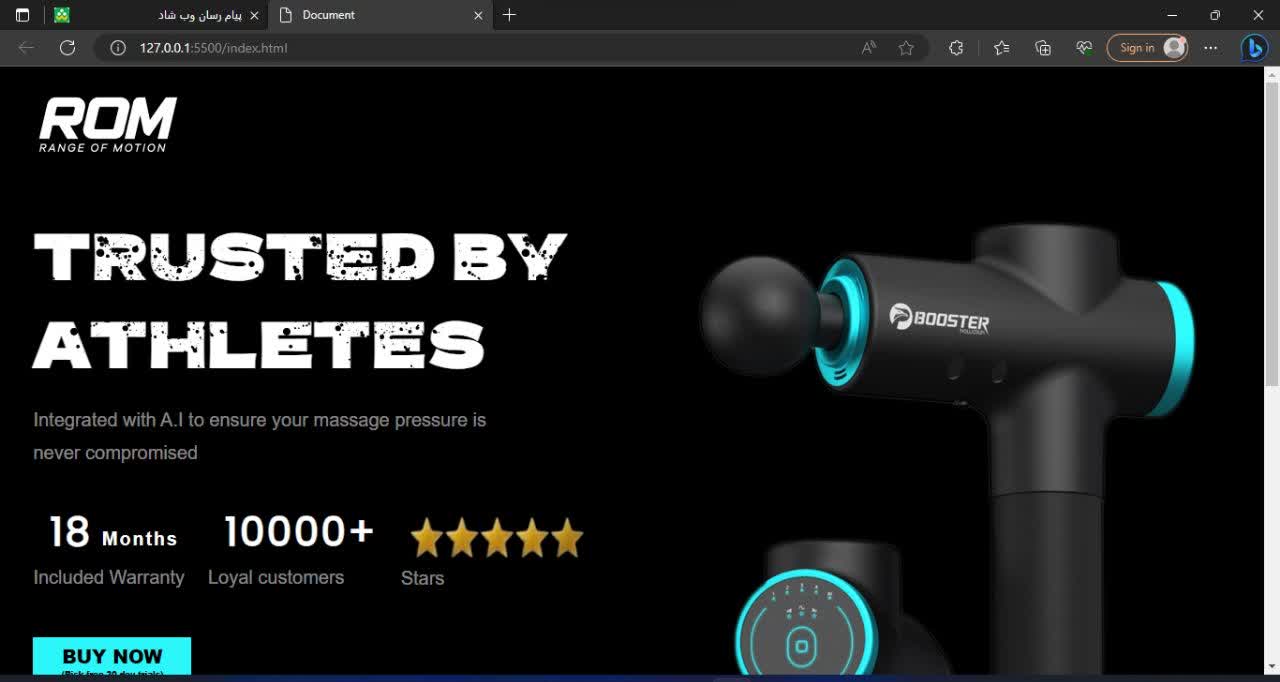 پیام رسان وب شاد
Document
127.0.0.1:5500/index.html
Sign in
ROM
RANGE OF MOTION
TRUSTED BY
ATHLETES
BOOSTER
Integrated with A.I to ensure your massage pressure is
never compromised
18 Months
10000+
Included Warranty
Loyal customers
Stars
BUY NOW